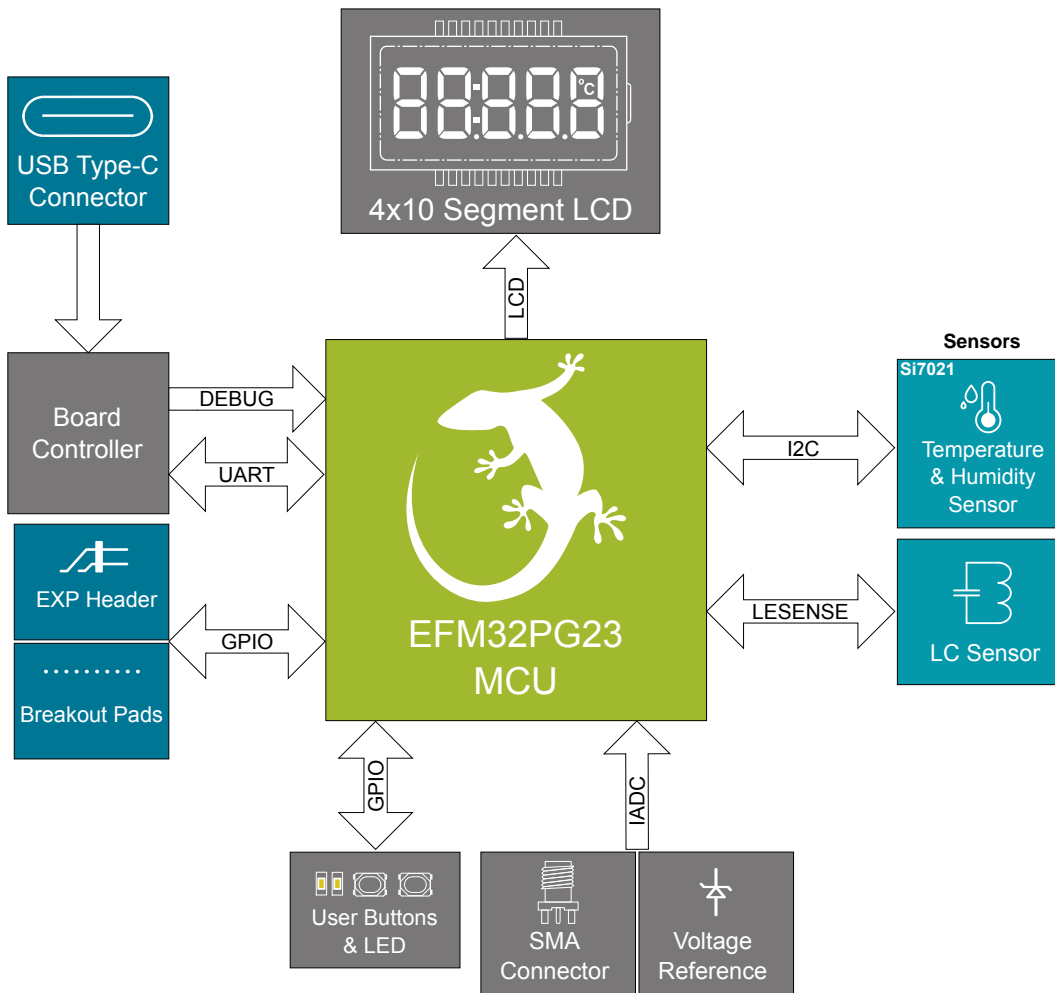 °C
4x10 Segment LCD
USB Type-C
Connector
LCD
Board
Controller
DEBUG
UART
Sensors
Si7021
Temperature
& Humidity
Sensor
I2C
EXP Header
Breakout Pads
GPIO
EFM32PG23
MCU
LESENSE
LC Sensor
GPIO
IADC
User Buttons
& LED
SMA
Connector
Voltage
Reference